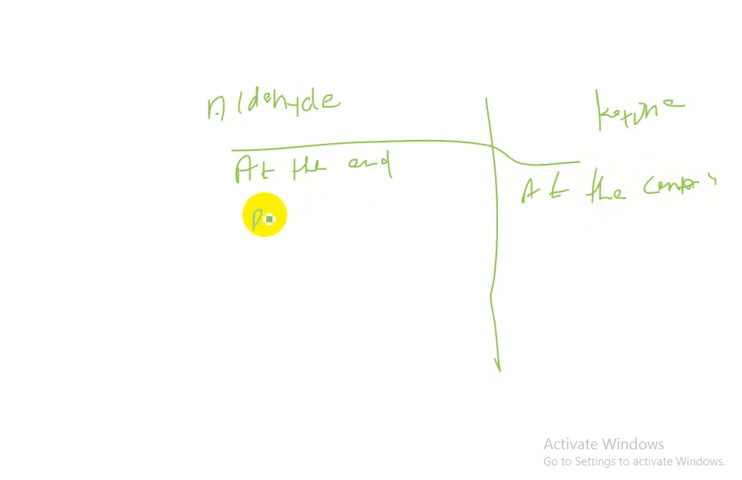 Aldehyde
ketone
At the end
At the center
P
Activate Windows
Go to Settings to activate Windows.